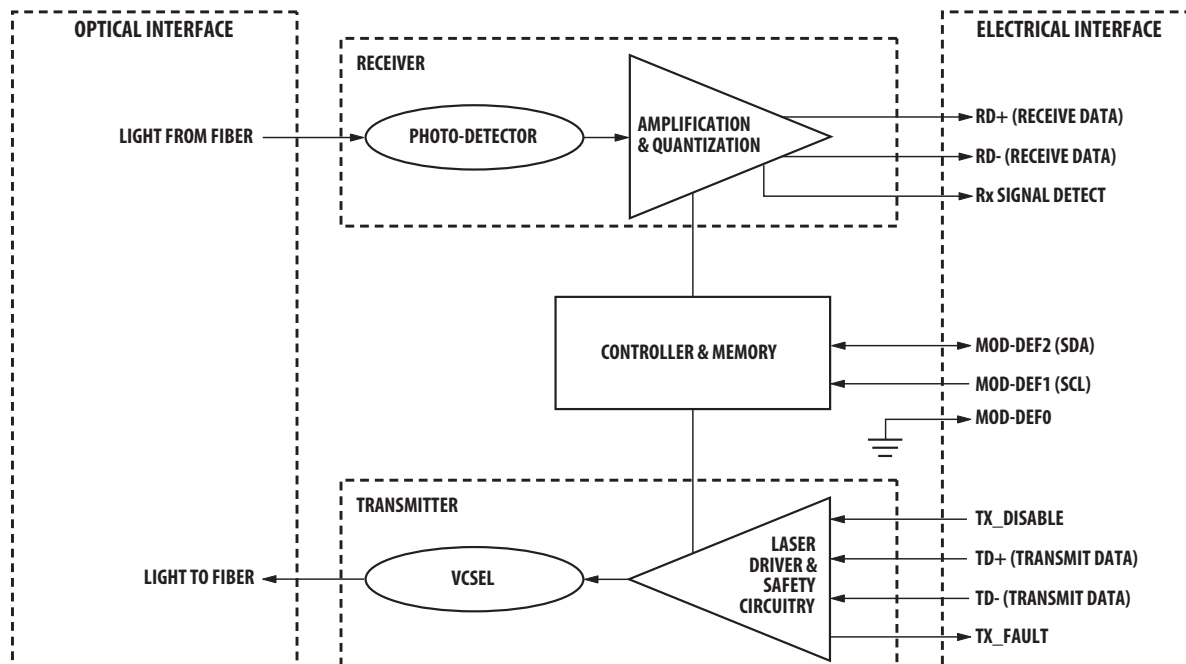 OPTICAL INTERFACE
ELECTRICAL INTERFACE
RECEIVER
LIGHT FROM FIBER
PHOTO-DETECTOR
AMPLIFICATION
& QUANTIZATION
RD+ (RECEIVE DATA)
RD- (RECEIVE DATA)
Rx SIGNAL DETECT
CONTROLLER & MEMORY
MOD-DEF2 (SDA)
MOD-DEF1 (SCL)
MOD-DEF0
TRANSMITTER
LIGHT TO FIBER
VCSEL
LASER
DRIVER &
SAFETY
CIRCUITRY
TX_DISABLE
TD+ (TRANSMIT DATA)
TD- (TRANSMIT DATA)
TX_FAULT